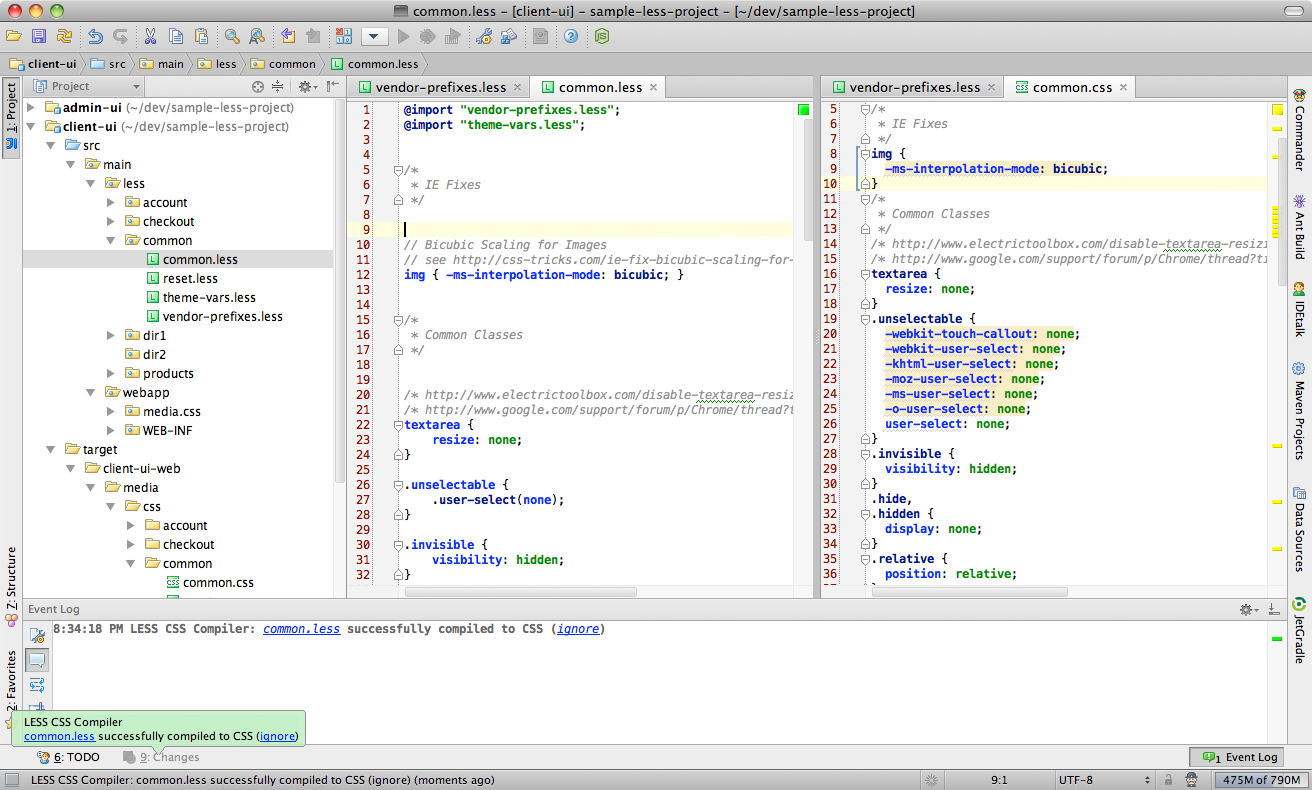 common.less – [client-ui] – sample-less-project – [~/dev/sample-less-project]
client-ui src main less common common.less
1: Project
Z: Structure
2: Favorites
Project
admin-ui (~/dev/sample-less-project)
client-ui (~/dev/sample-less-project)
src
main
less
account
checkout
common
common.less
reset.less
theme-vars.less
vendor-prefixes.less
dir1
dir2
products
webapp
media.css
WEB-INF
target
client-ui-web
media
css
account
checkout
common
common.css
vendor-prefixes.less common.less
1 @import "vendor-prefixes.less";
2 @import "theme-vars.less";
3
4
5 /*
6 * IE Fixes
7 */
8
9
10 // Bicubic Scaling for Images
11 // see http://css-tricks.com/ie-fix-bicubic-scaling-for-
12 img { -ms-interpolation-mode: bicubic; }
13
14
15 /*
16 * Common Classes
17 */
18
19
20 /* http://www.electrictoolbox.com/disable-textarea-resiz
21 /* http://www.google.com/support/forum/p/Chrome/thread?t
22 textarea {
23 resize: none;
24 }
25
26 .unselectable {
27 .user-select(none);
28 }
29
30 .invisible {
31 visibility: hidden;
32 }
vendor-prefixes.less common.css
5 /*
6 * IE Fixes
7 */
8 img {
9 -ms-interpolation-mode: bicubic;
10 }
11 /*
12 * Common Classes
13 */
14 /* http://www.electrictoolbox.com/disable-textarea-resizi
15 /* http://www.google.com/support/forum/p/Chrome/thread?ti
16 textarea {
17 resize: none;
18 }
19 .unselectable {
20 -webkit-touch-callout: none;
21 -webkit-user-select: none;
22 -khtml-user-select: none;
23 -moz-user-select: none;
24 -ms-user-select: none;
25 -o-user-select: none;
26 user-select: none;
27 }
28 .invisible {
29 visibility: hidden;
30 }
31 .hide,
32 .hidden {
33 display: none;
34 }
35 .relative {
36 position: relative;
Commander
Ant Build
IDEtalk
Maven Projects
Data Sources
JetGradle
Event Log
8:34:18 PM LESS CSS Compiler: common.less successfully compiled to CSS (ignore)
LESS CSS Compiler
common.less successfully compiled to CSS (ignore)
6: TODO 9: Changes
1 Event Log
LESS CSS Compiler: common.less successfully compiled to CSS (ignore) (moments ago) 9:1 UTF-8 475M of 790M